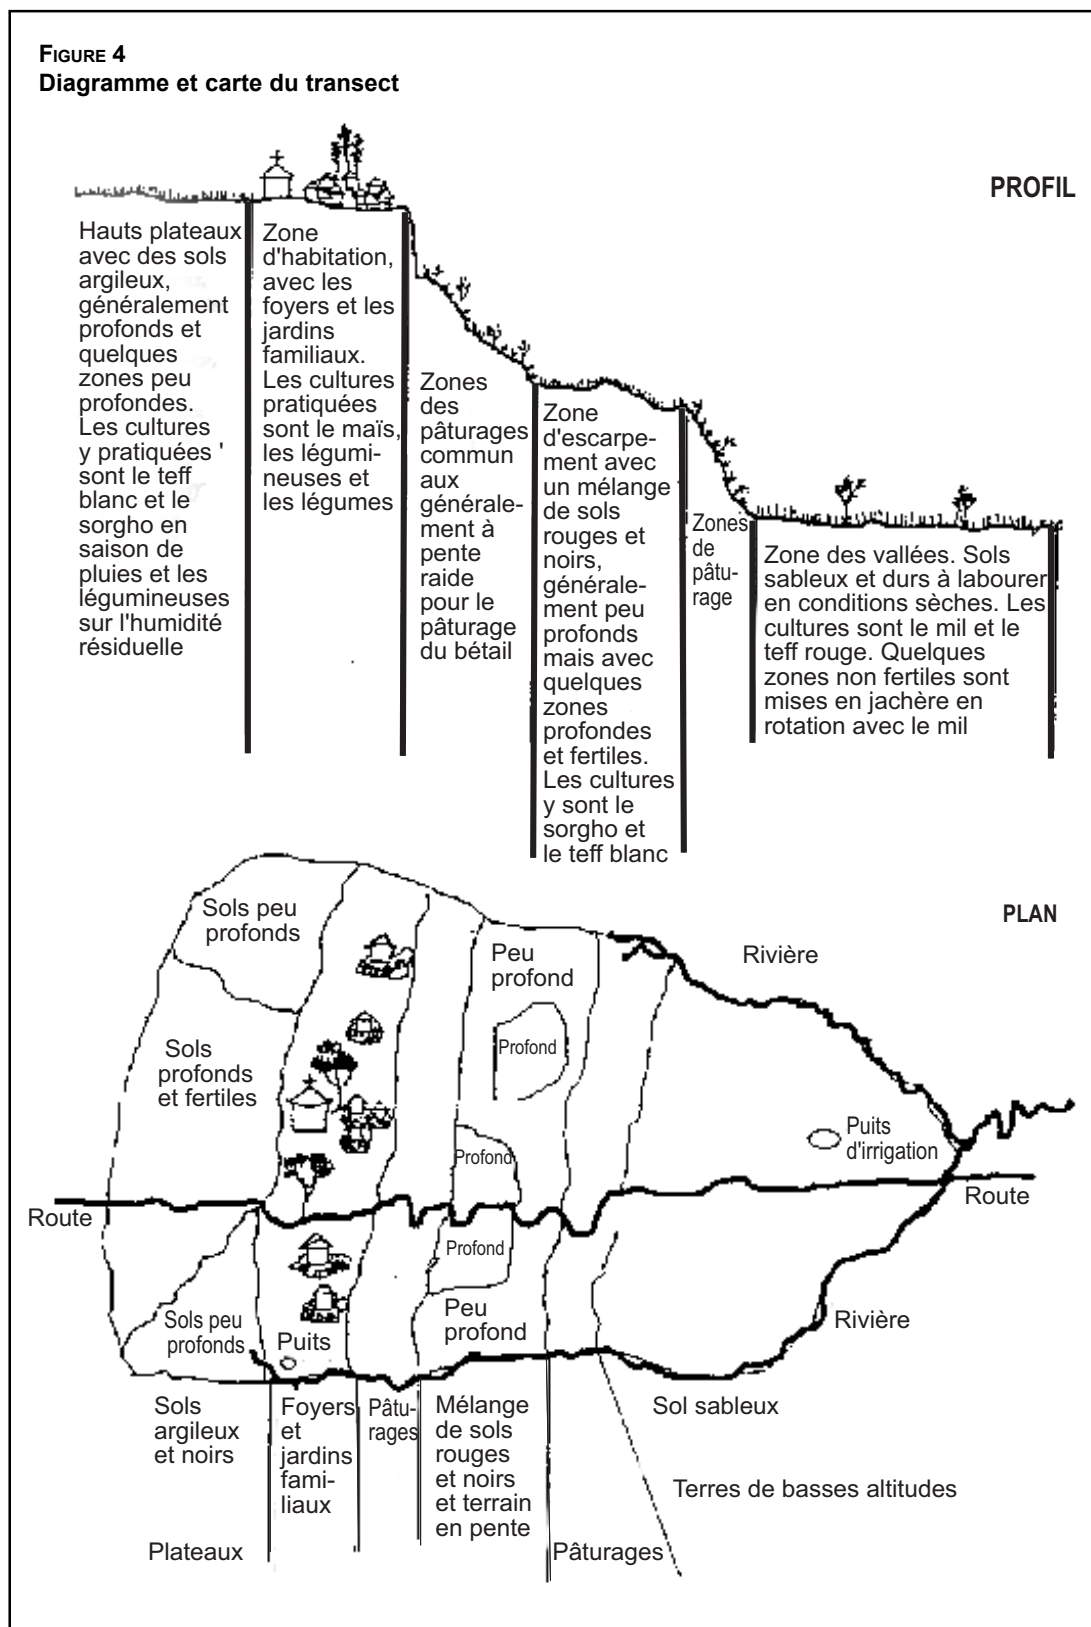 FIGURE 4
Diagramme et carte du transect
PROFIL
Hauts plateaux
avec des sols
argileux,
généralement
profonds et
quelques
zones peu
profondes.
Les cultures
y pratiquées '
sont le teff
blanc et le
sorgho en
saison de
pluies et les
légumineuses
sur l'humidité
résiduelle
Zone
d'habitation,
avec les
foyers et les
jardins
familiaux.
Les cultures
pratiquées
sont le maïs,
les légumi-
neuses et
les légumes
Zones
des
pâturages
commun
aux
générale-
ment à
pente
raide
pour le
pâturage
du bétail
Zone
d'escarpe-
ment avec
un mélange
de sols
rouges et
noirs,
générale-
ment peu
profonds
mais avec
quelques
zones
profondes
et fertiles.
Les cultures
y sont le
sorgho et
le teff blanc
Zones
de
pâtu-
rage
Zone des vallées. Sols
sableux et durs à labourer
en conditions sèches. Les
cultures sont le mil et le
teff rouge. Quelques
zones non fertiles sont
mises en jachère en
rotation avec le mil
PLAN
Sols peu
profonds
Peu
profond
Rivière
Profond
Sols
profonds
et fertiles
Puits
d'irrigation
Profond
Route
Route
Profond
Sols peu
profonds
Puits
Peu
profond
Rivière
Sols
argileux
et noirs
Foyers
et
jardins
fami-
liaux
Pâtu-
rages
Mélange
de sols
rouges
et noirs
et terrain
en pente
Sol sableux
Terres de basses altitudes
Plateaux
Pâturages